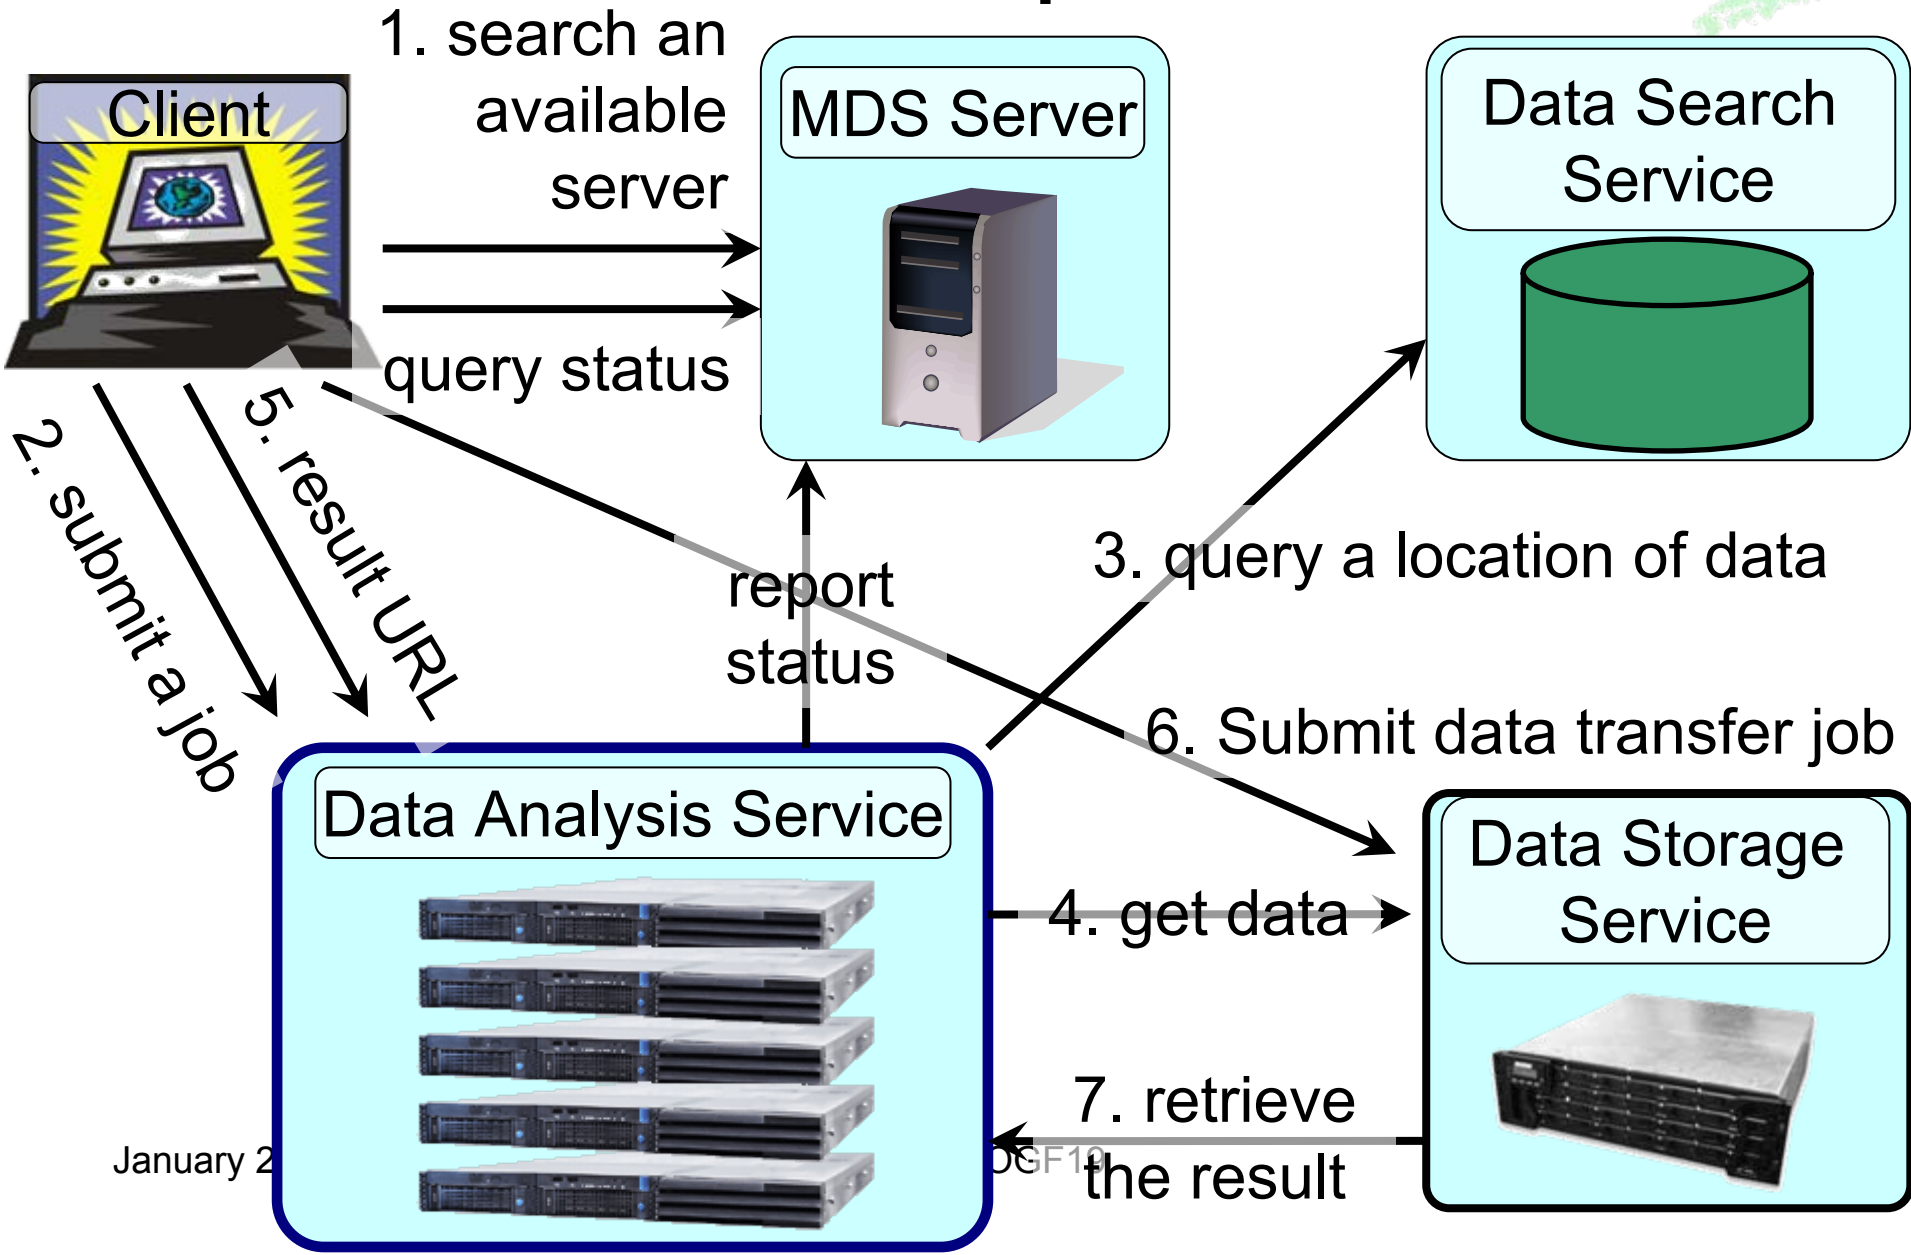 1. search an
available
server
Client
MDS Server
Data Search
Service
query status
2. submit a job
5. result URL
report
status
3. query a location of data
6. Submit data transfer job
Data Analysis Service
Data Storage
Service
4. get data
7. retrieve
the result
January 2
OGF19